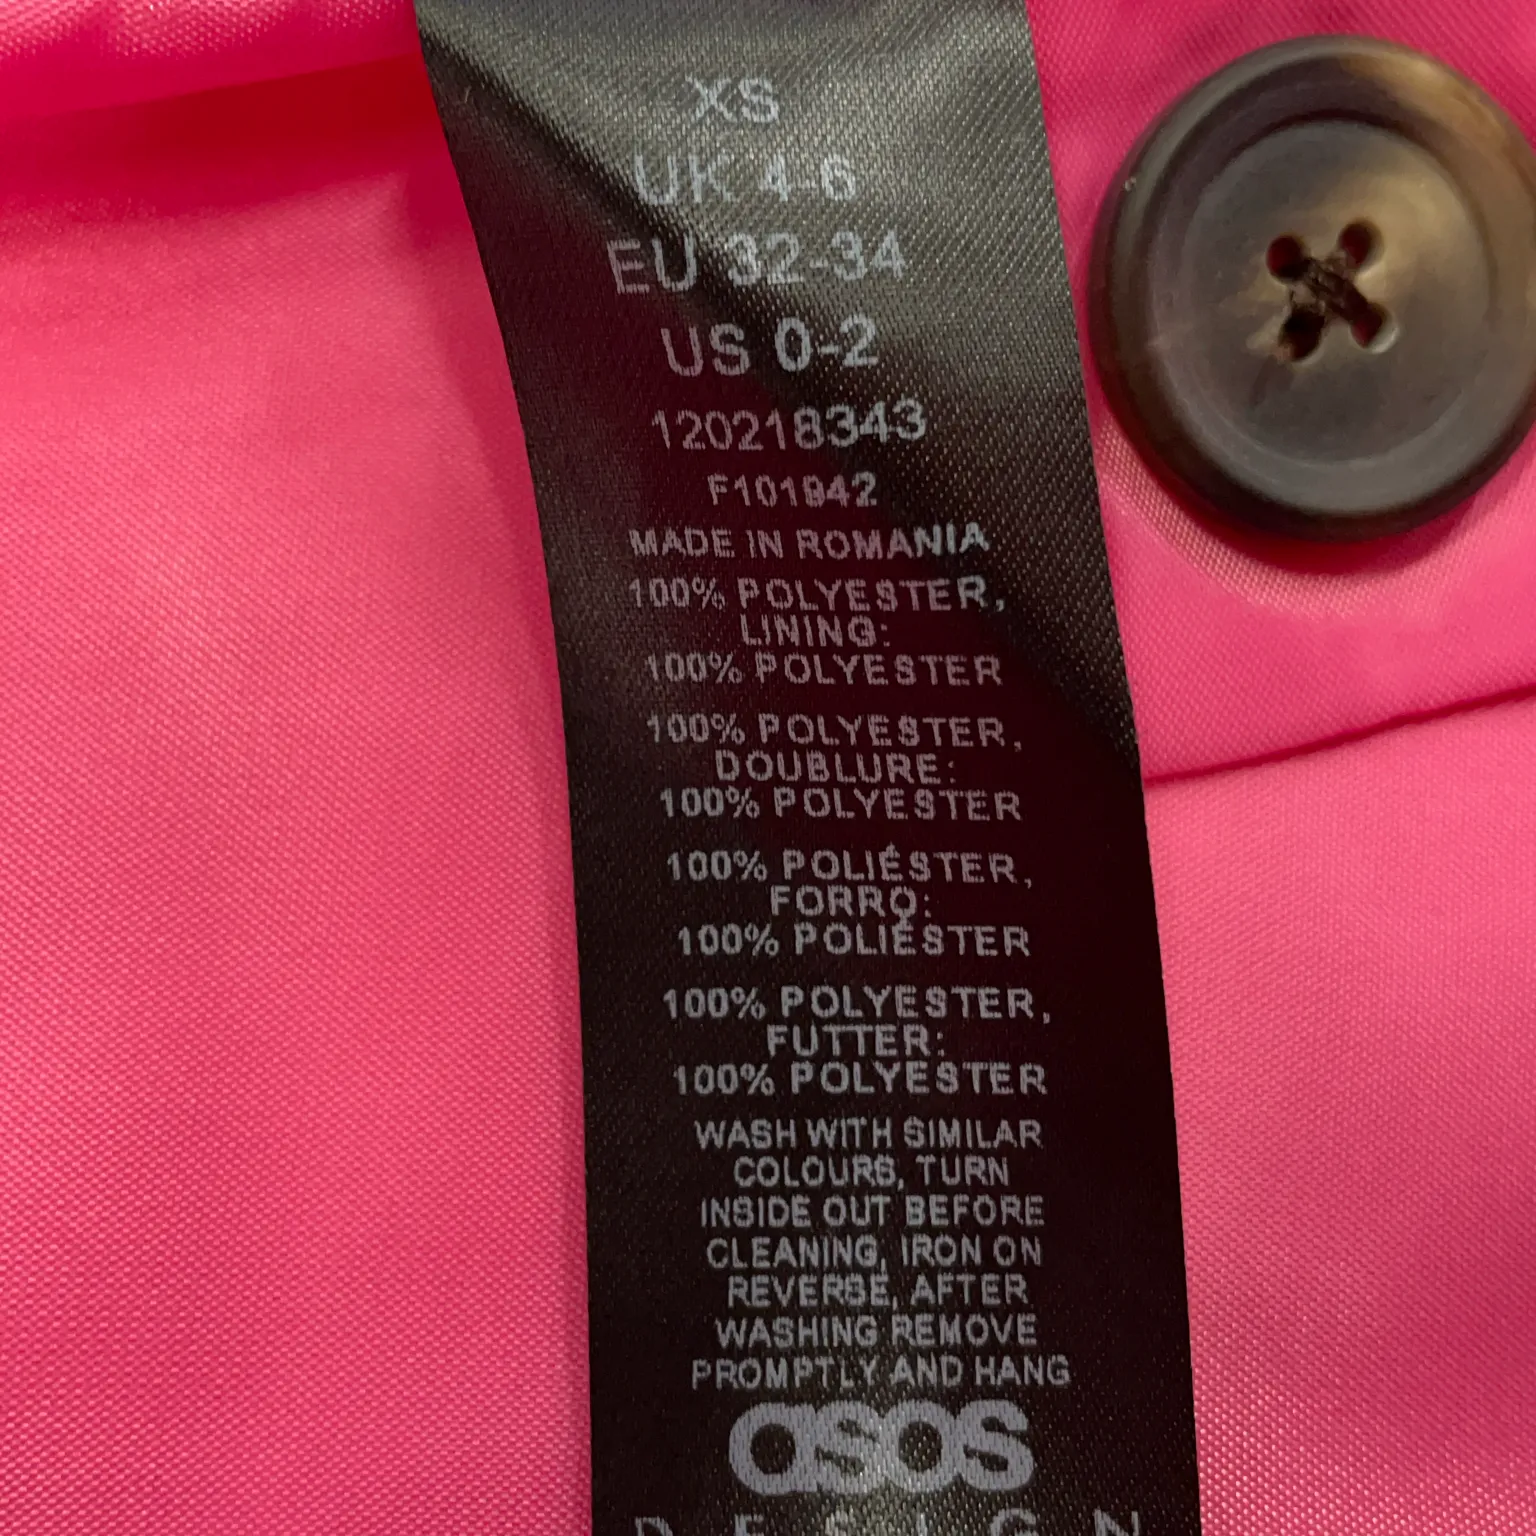 XS
UK 4-6
EU 32-34
US 0-2
120218343
F101942
MADE IN ROMANIA
100% POLYESTER,
LINING:
100% POLYESTER
100% POLYESTER,
DOUBLURE:
100% POLYESTER
100% POLIÉSTER,
FORRO:
100% POLIÉSTER
100% POLYESTER,
FUTTER:
100% POLYESTER
WASH WITH SIMILAR
COLOURS, TURN
INSIDE OUT BEFORE
CLEANING, IRON ON
REVERSE, AFTER
WASHING REMOVE
PROMPTLY AND HANG
asos
DESIGN